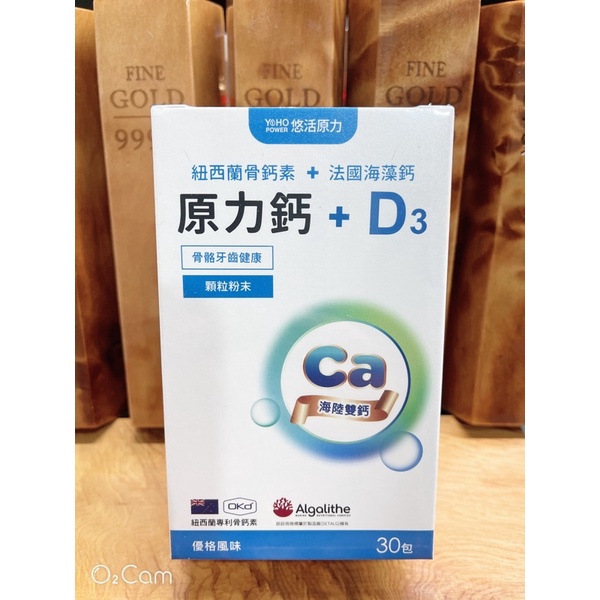 FINE
GOLD
999
FINE
GOLD
FINE
GOLD
YOHO
POWER 悠活原力
紐西蘭骨鈣素 + 法國海藻鈣
原力鈣 + D3
骨骼牙齒健康
顆粒粉末
Ca
海陸雙鈣
OKd
Algalithe
紐西蘭專利骨鈣素
優格風味
30包
O2Cam